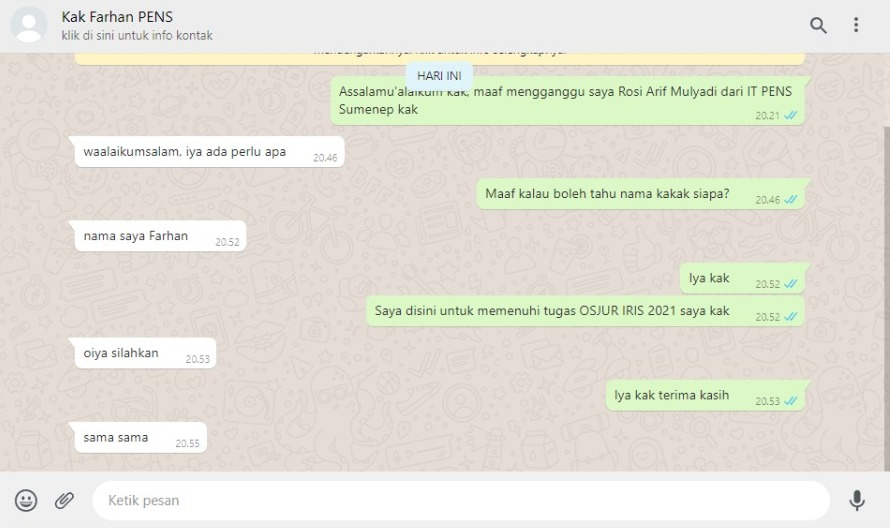 Kak Farhan PENS
klik di sini untuk info kontak
HARI INI
Assalamu'alaikum kak, maaf mengganggu saya Rosi Arif Mulyadi dari IT PENS
Sumenep kak
20.21
waalaikumsalam, iya ada perlu apa
20.46
Maaf kalau boleh tahu nama kakak siapa?
20.46
nama saya Farhan
20.52
Iya kak
20.52
Saya disini untuk memenuhi tugas OSJUR IRIS 2021 saya kak
20.52
oiya silahkan
20.53
Iya kak terima kasih
20.53
sama sama
20.55
Ketik pesan